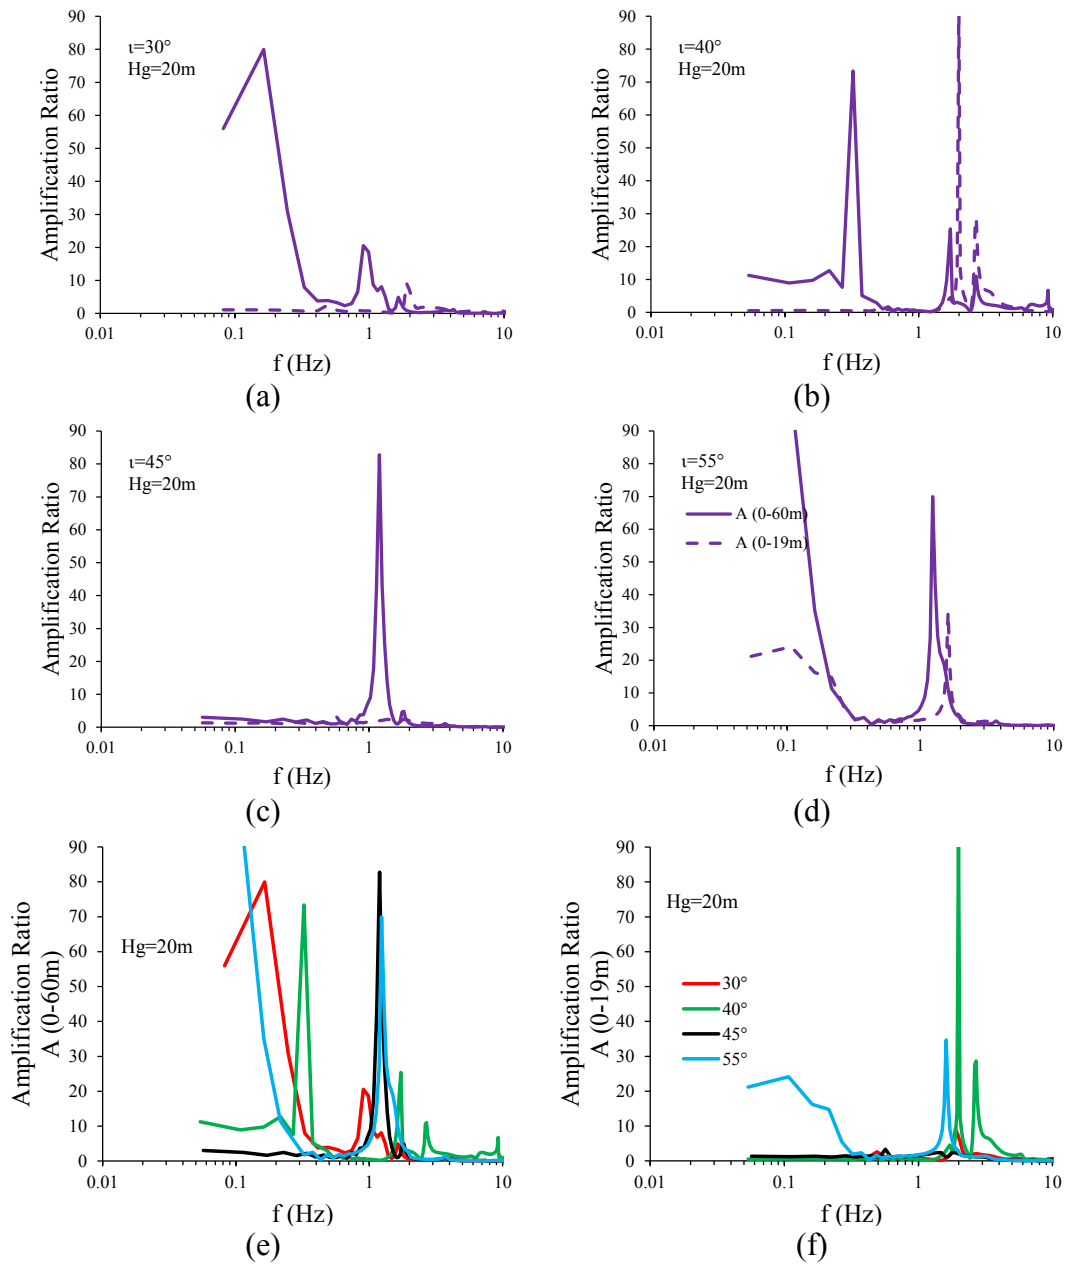 90
80
70
60
50
40
30
20
10
0
Amplification Ratio
ι=30°
Hg=20m
0.01
0.1
1
10
f (Hz)
(a)
90
80
70
60
50
40
30
20
10
0
Amplification Ratio
ι=40°
Hg=20m
0.01
0.1
1
10
f (Hz)
(b)
90
80
70
60
50
40
30
20
10
0
Amplification Ratio
ι=45°
Hg=20m
0.01
0.1
1
10
f (Hz)
(c)
90
80
70
60
50
40
30
20
10
0
Amplification Ratio
ι=55°
Hg=20m
A (0-60m)
A (0-19m)
0.01
0.1
1
10
f (Hz)
(d)
90
80
70
60
50
40
30
20
10
0
Amplification Ratio
A (0-60m)
Hg=20m
0.01
0.1
1
10
f (Hz)
(e)
90
80
70
60
50
40
30
20
10
0
Amplification Ratio
A (0-19m)
Hg=20m
30°
40°
45°
55°
0.01
0.1
1
10
f (Hz)
(f)